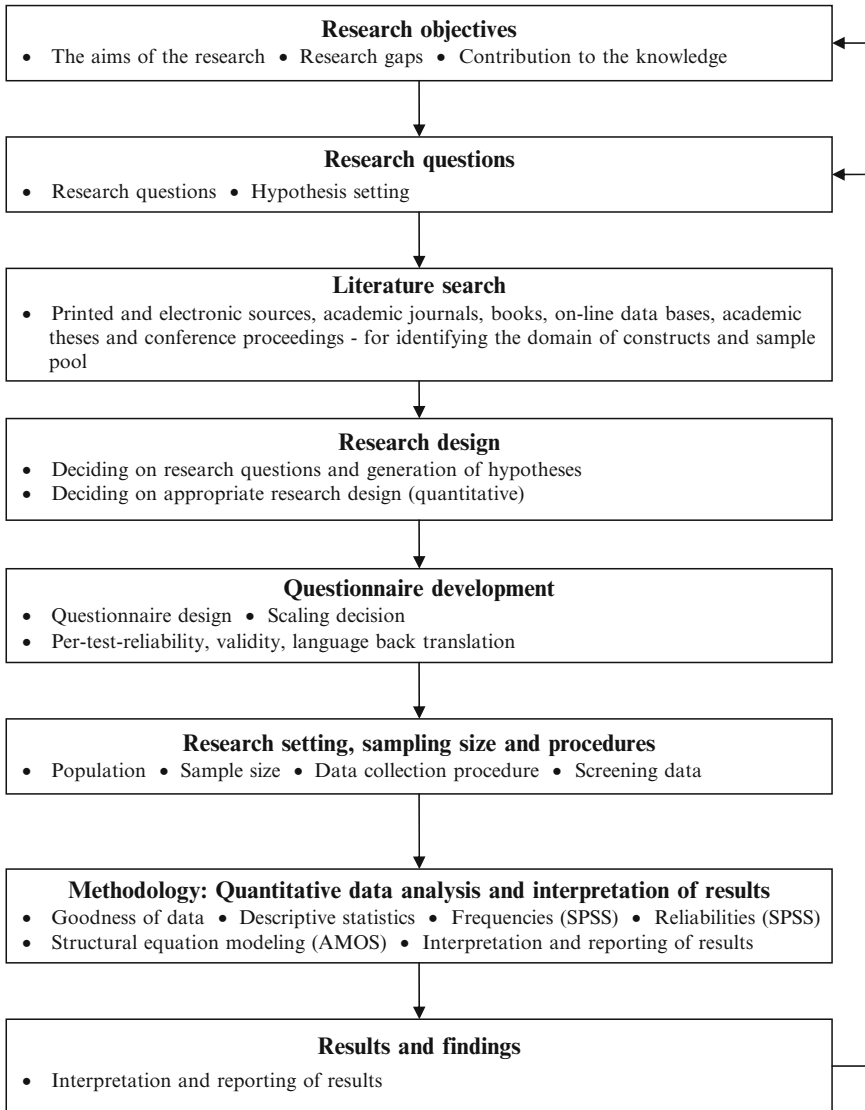 Research objectives
• The aims of the research • Research gaps • Contribution to the knowledge
Research questions
• Research questions • Hypothesis setting
Literature search
• Printed and electronic sources, academic journals, books, on-line data bases, academic
theses and conference proceedings - for identifying the domain of constructs and sample
pool
Research design
• Deciding on research questions and generation of hypotheses
• Deciding on appropriate research design (quantitative)
Questionnaire development
• Questionnaire design • Scaling decision
• Per-test-reliability, validity, language back translation
Research setting, sampling size and procedures
• Population • Sample size • Data collection procedure • Screening data
Methodology: Quantitative data analysis and interpretation of results
• Goodness of data • Descriptive statistics • Frequencies (SPSS) • Reliabilities (SPSS)
• Structural equation modeling (AMOS) • Interpretation and reporting of results
Results and findings
• Interpretation and reporting of results